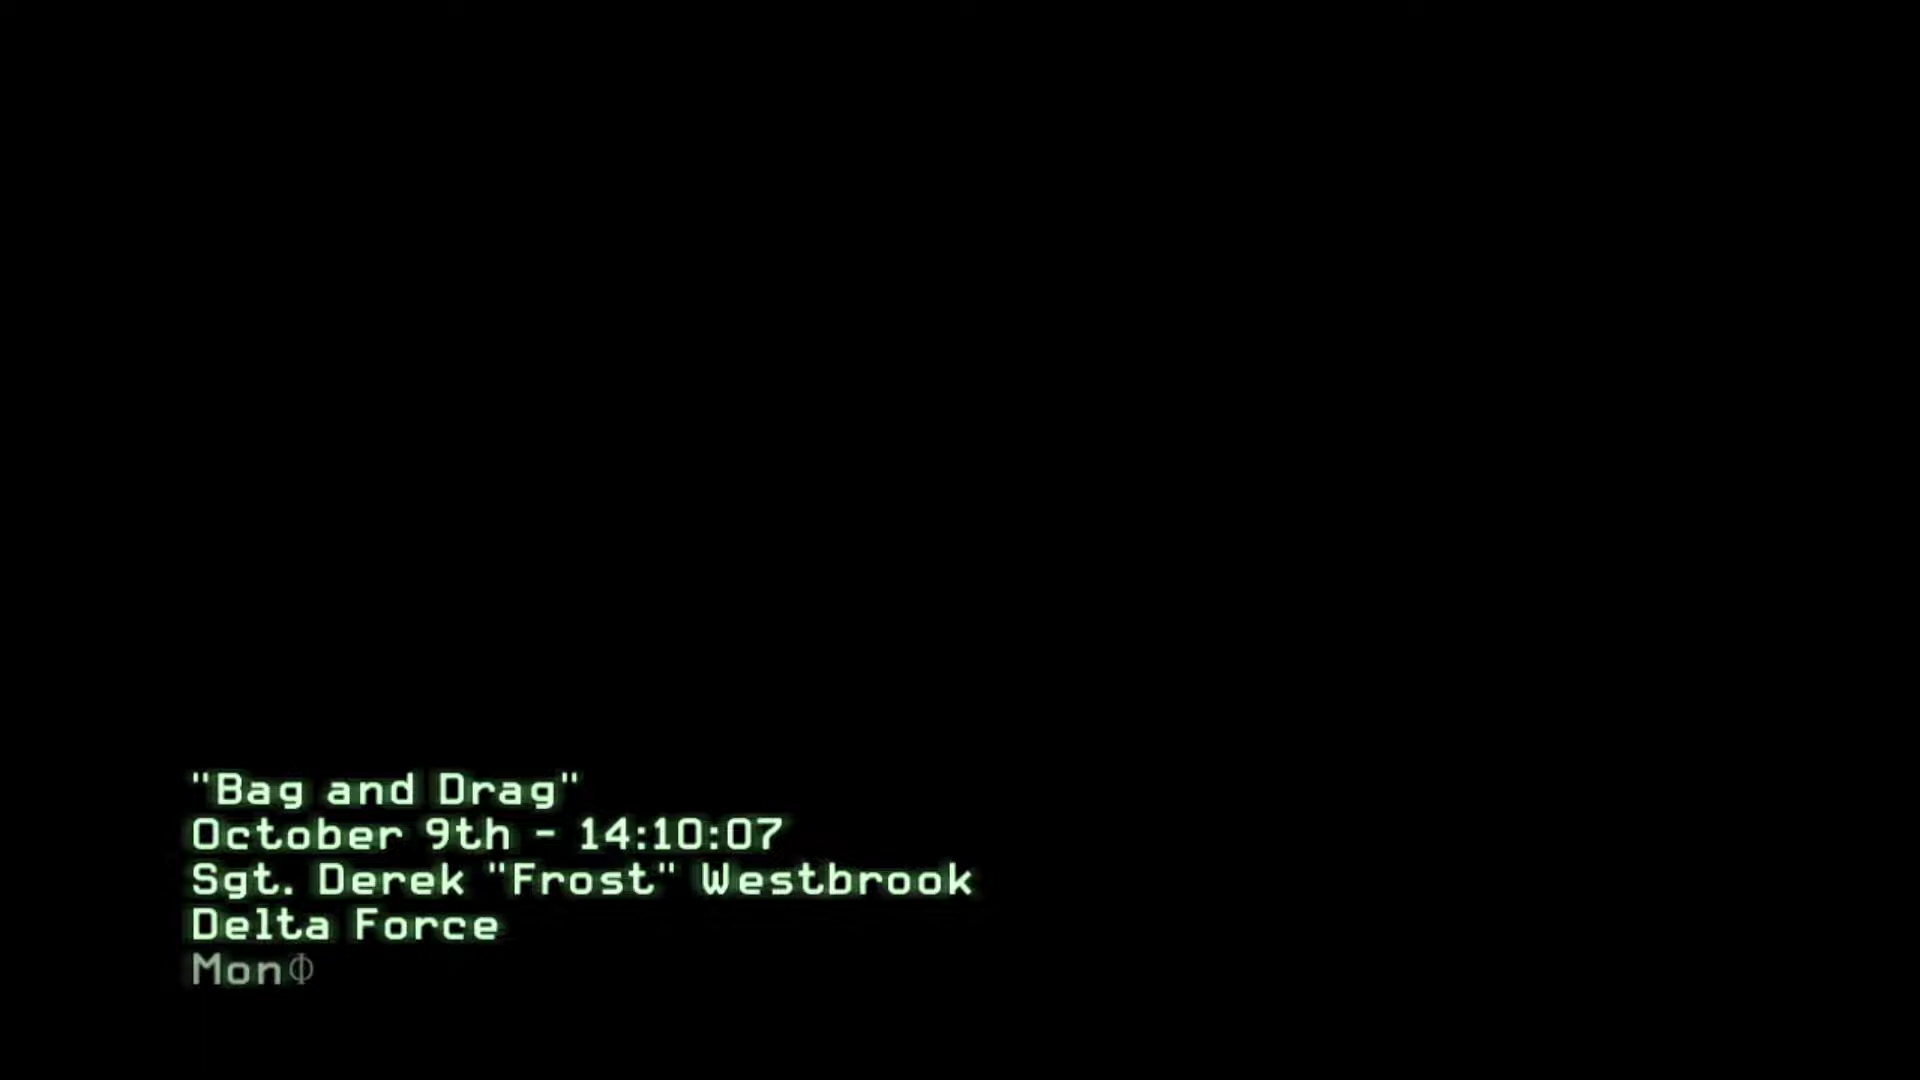 "Bag and Drag"
October 9th - 14:10:07
Sgt. Derek "Frost" Westbrook
Delta Force
MonΦ